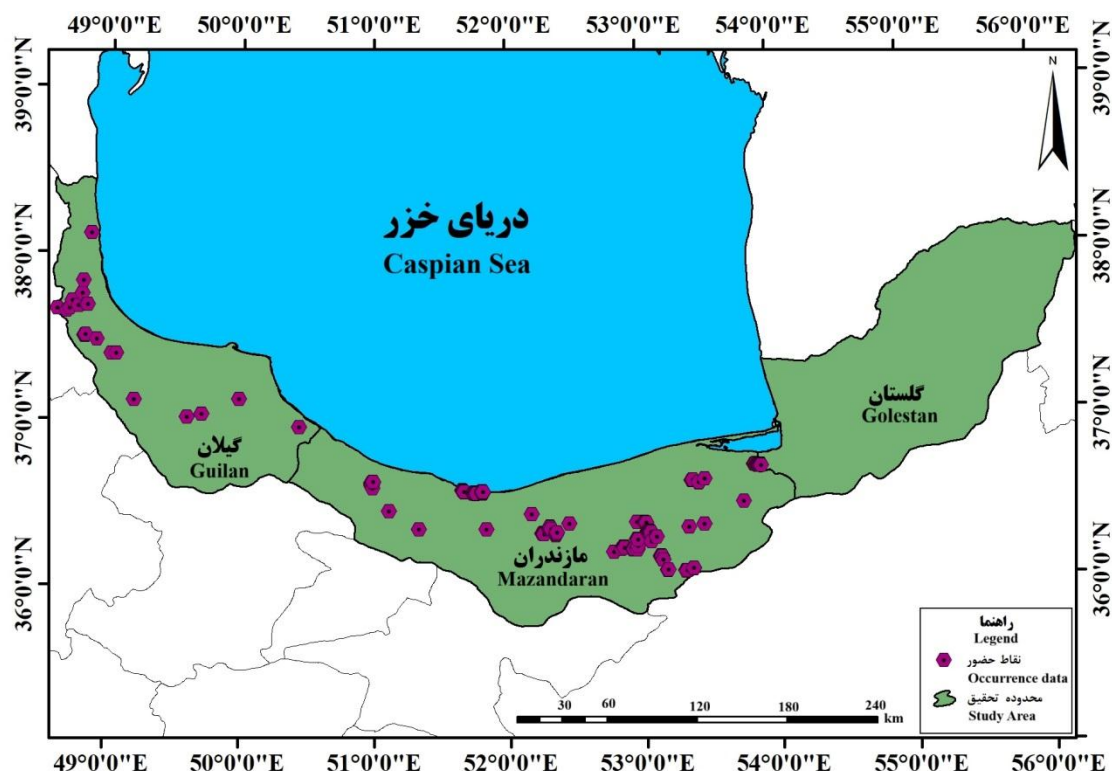 49°0'0"E 50°0'0"E 51°0'0"E 52°0'0"E 53°0'0"E 54°0'0"E 55°0'0"E 56°0'0"E
N
39°0'0"N
39°0'0"N
38°0'0"N
38°0'0"N
37°0'0"N
37°0'0"N
36°0'0"N
36°0'0"N
دریای خزر
Caspian Sea
گلستان
Golestan
گیلان
Guilan
مازندران
Mazandaran
راهنما
Legend
نقاط حضور
Occurrence data
محدوده تحقیق
Study Area
30 60 120 180 240
km
49°0'0"E 50°0'0"E 51°0'0"E 52°0'0"E 53°0'0"E 54°0'0"E 55°0'0"E 56°0'0"E